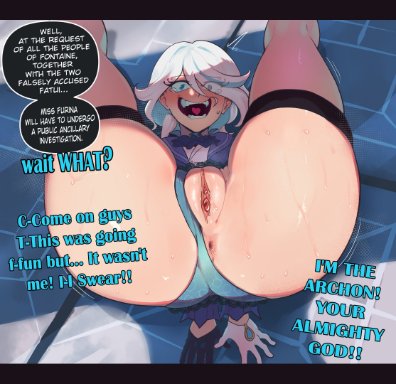 WELL,
AT THE REQUEST
OF ALL THE PEOPLE
OF FONTAINE,
TOGETHER
WITH THE TWO
FALSELY ACCUSED
FATUI...
MISS FURINA
WILL HAVE TO UNDERGO
A PUBLIC ANCILLARY
INVESTIGATION.
wait WHAT?
C-Come on guys
T-This was going
f-fun but... It wasn't
me! I-I Swear!!
I'M THE
ARCHON!
YOUR
ALMIGHTY
GOD!!